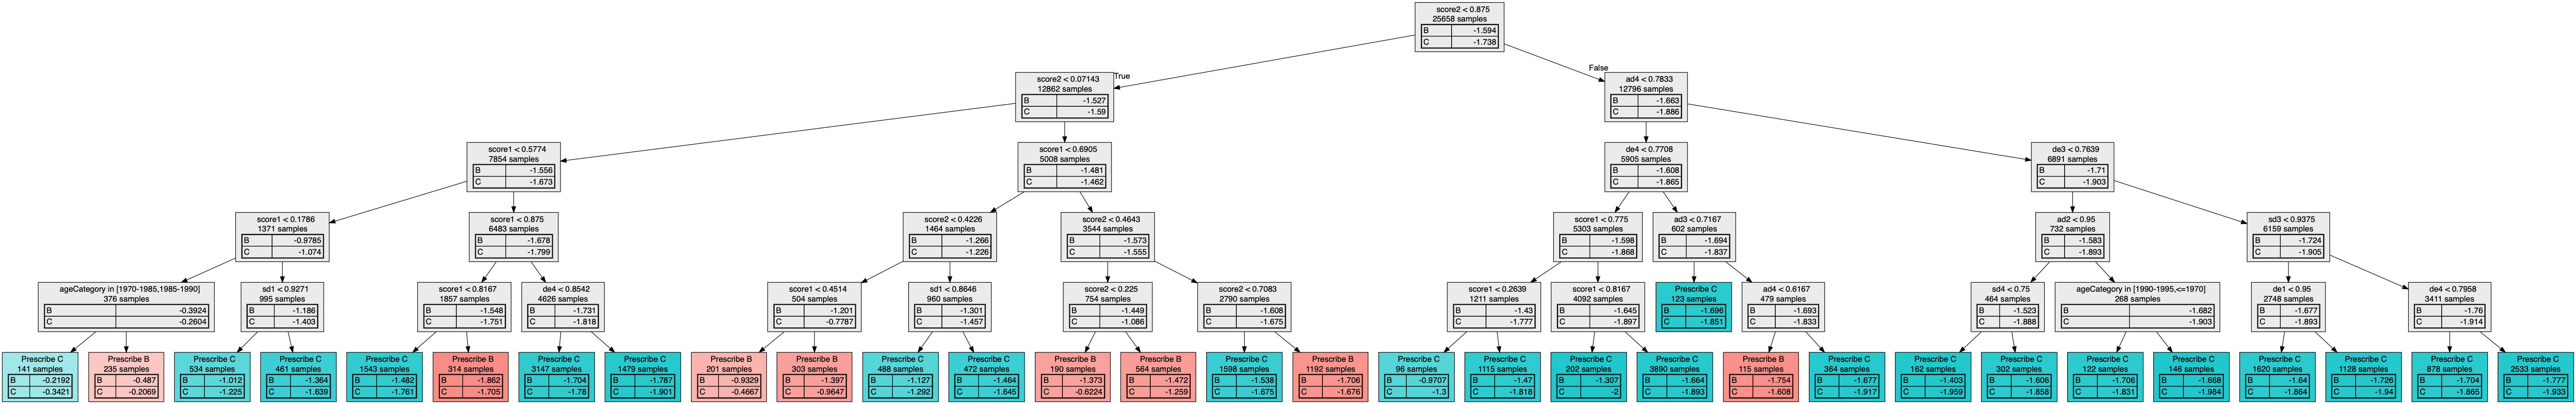 score2 < 0.875
25658 samples
B -1.594
C -1.738
True
False
score2 < 0.07143
12862 samples
B -1.527
C -1.59
ad4 < 0.7833
12796 samples
B -1.663
C -1.886
score1 < 0.5774
7854 samples
B -1.556
C -1.673
score1 < 0.6905
5008 samples
B -1.481
C -1.462
de4 < 0.7708
5905 samples
B -1.608
C -1.865
de3 < 0.7639
6891 samples
B -1.71
C -1.903
score1 < 0.1786
1371 samples
B -0.9785
C -1.074
score1 < 0.875
6483 samples
B -1.678
C -1.799
score2 < 0.4226
1464 samples
B -1.266
C -1.226
score2 < 0.4643
3544 samples
B -1.573
C -1.555
score1 < 0.775
5303 samples
B -1.598
C -1.868
ad3 < 0.7167
602 samples
B -1.694
C -1.837
ad2 < 0.95
732 samples
B -1.583
C -1.893
sd3 < 0.9375
6159 samples
B -1.724
C -1.905
ageCategory in [1970-1985,1985-1990]
376 samples
B -0.3924
C -0.2604
sd1 < 0.9271
995 samples
B -1.186
C -1.403
score1 < 0.8167
1857 samples
B -1.548
C -1.751
de4 < 0.8542
4626 samples
B -1.731
C -1.818
score1 < 0.4514
504 samples
B -1.201
C -0.7787
sd1 < 0.8646
960 samples
B -1.301
C -1.457
score2 < 0.225
754 samples
B -1.449
C -1.086
score2 < 0.7083
2790 samples
B -1.608
C -1.675
score1 < 0.2639
1211 samples
B -1.43
C -1.777
score1 < 0.8167
4092 samples
B -1.645
C -1.897
Prescribe C
123 samples
B -1.696
C -1.851
ad4 < 0.6167
479 samples
B -1.693
C -1.833
sd4 < 0.75
464 samples
B -1.523
C -1.888
ageCategory in [1990-1995,<=1970]
268 samples
B -1.682
C -1.903
de1 < 0.95
2748 samples
B -1.677
C -1.893
de4 < 0.7958
3411 samples
B -1.76
C -1.914
Prescribe C
141 samples
B -0.2192
C -0.3421
Prescribe B
235 samples
B -0.487
C -0.2069
Prescribe C
534 samples
B -1.012
C -1.225
Prescribe C
461 samples
B -1.364
C -1.639
Prescribe C
1543 samples
B -1.482
C -1.761
Prescribe B
314 samples
B -1.862
C -1.705
Prescribe C
3147 samples
B -1.704
C -1.78
Prescribe C
1479 samples
B -1.787
C -1.901
Prescribe B
201 samples
B -0.9329
C -0.4667
Prescribe B
303 samples
B -1.397
C -0.9647
Prescribe C
488 samples
B -1.127
C -1.292
Prescribe C
472 samples
B -1.464
C -1.645
Prescribe B
190 samples
B -1.373
C -0.6224
Prescribe B
564 samples
B -1.472
C -1.259
Prescribe C
1598 samples
B -1.538
C -1.675
Prescribe B
1192 samples
B -1.706
C -1.676
Prescribe C
96 samples
B -0.9707
C -1.3
Prescribe C
1115 samples
B -1.47
C -1.818
Prescribe C
202 samples
B -1.307
C -2
Prescribe C
3890 samples
B -1.664
C -1.893
Prescribe B
115 samples
B -1.754
C -1.608
Prescribe C
364 samples
B -1.677
C -1.917
Prescribe C
162 samples
B -1.403
C -1.959
Prescribe C
302 samples
B -1.606
C -1.858
Prescribe C
122 samples
B -1.706
C -1.831
Prescribe C
146 samples
B -1.668
C -1.984
Prescribe C
1620 samples
B -1.64
C -1.864
Prescribe C
1128 samples
B -1.726
C -1.94
Prescribe C
878 samples
B -1.704
C -1.865
Prescribe C
2533 samples
B -1.777
C -1.933